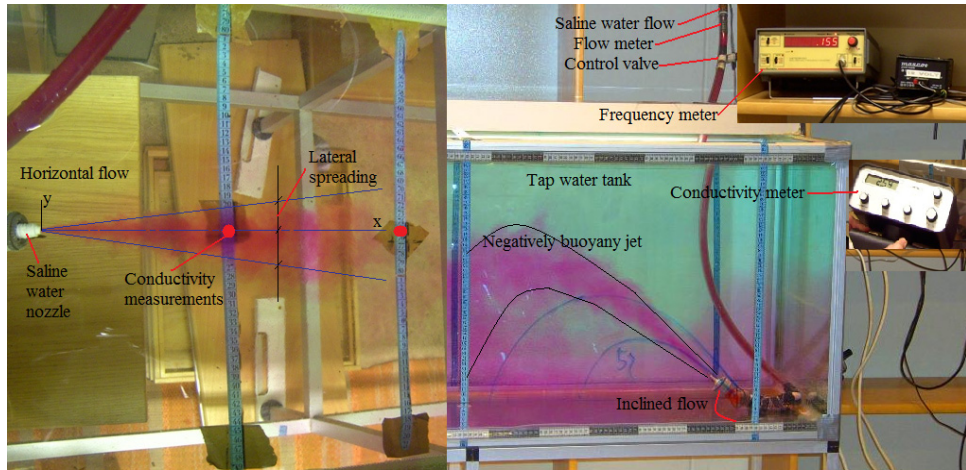 Horizontal flow
y
x
Lateral
spreading
Saline
water
nozzle
Conductivity
measurements
Saline water flow
Flow meter
Control valve
Frequency meter
.155
Tap water tank
Conductivity meter
Negatively buoyany jet
Inclined flow